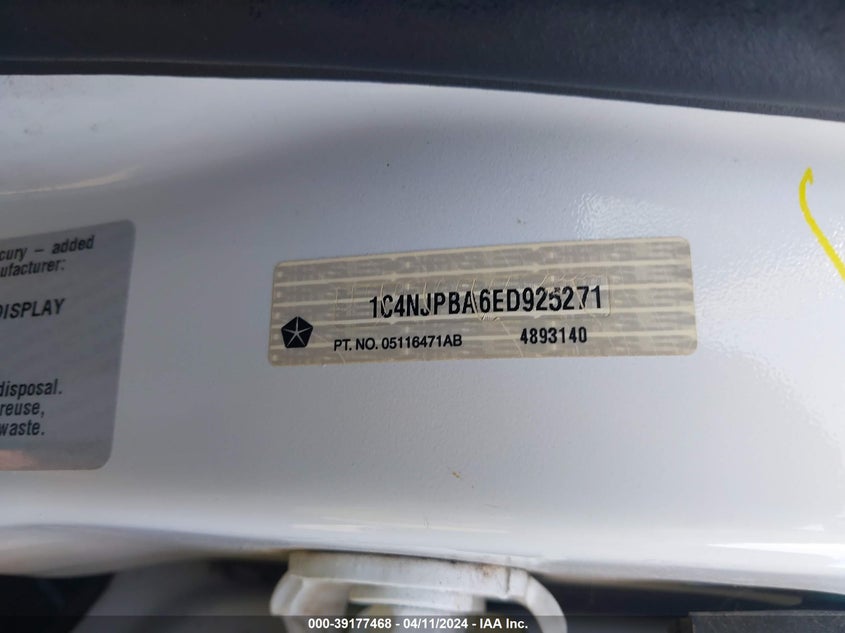 cury – added
ufacturer:
DISPLAY
disposal.
reuse,
waste.
1C4NJPBA6ED925271
PT. NO. 05116471AB 4893140
000-39177468 - 04/11/2024 - IAA Inc.